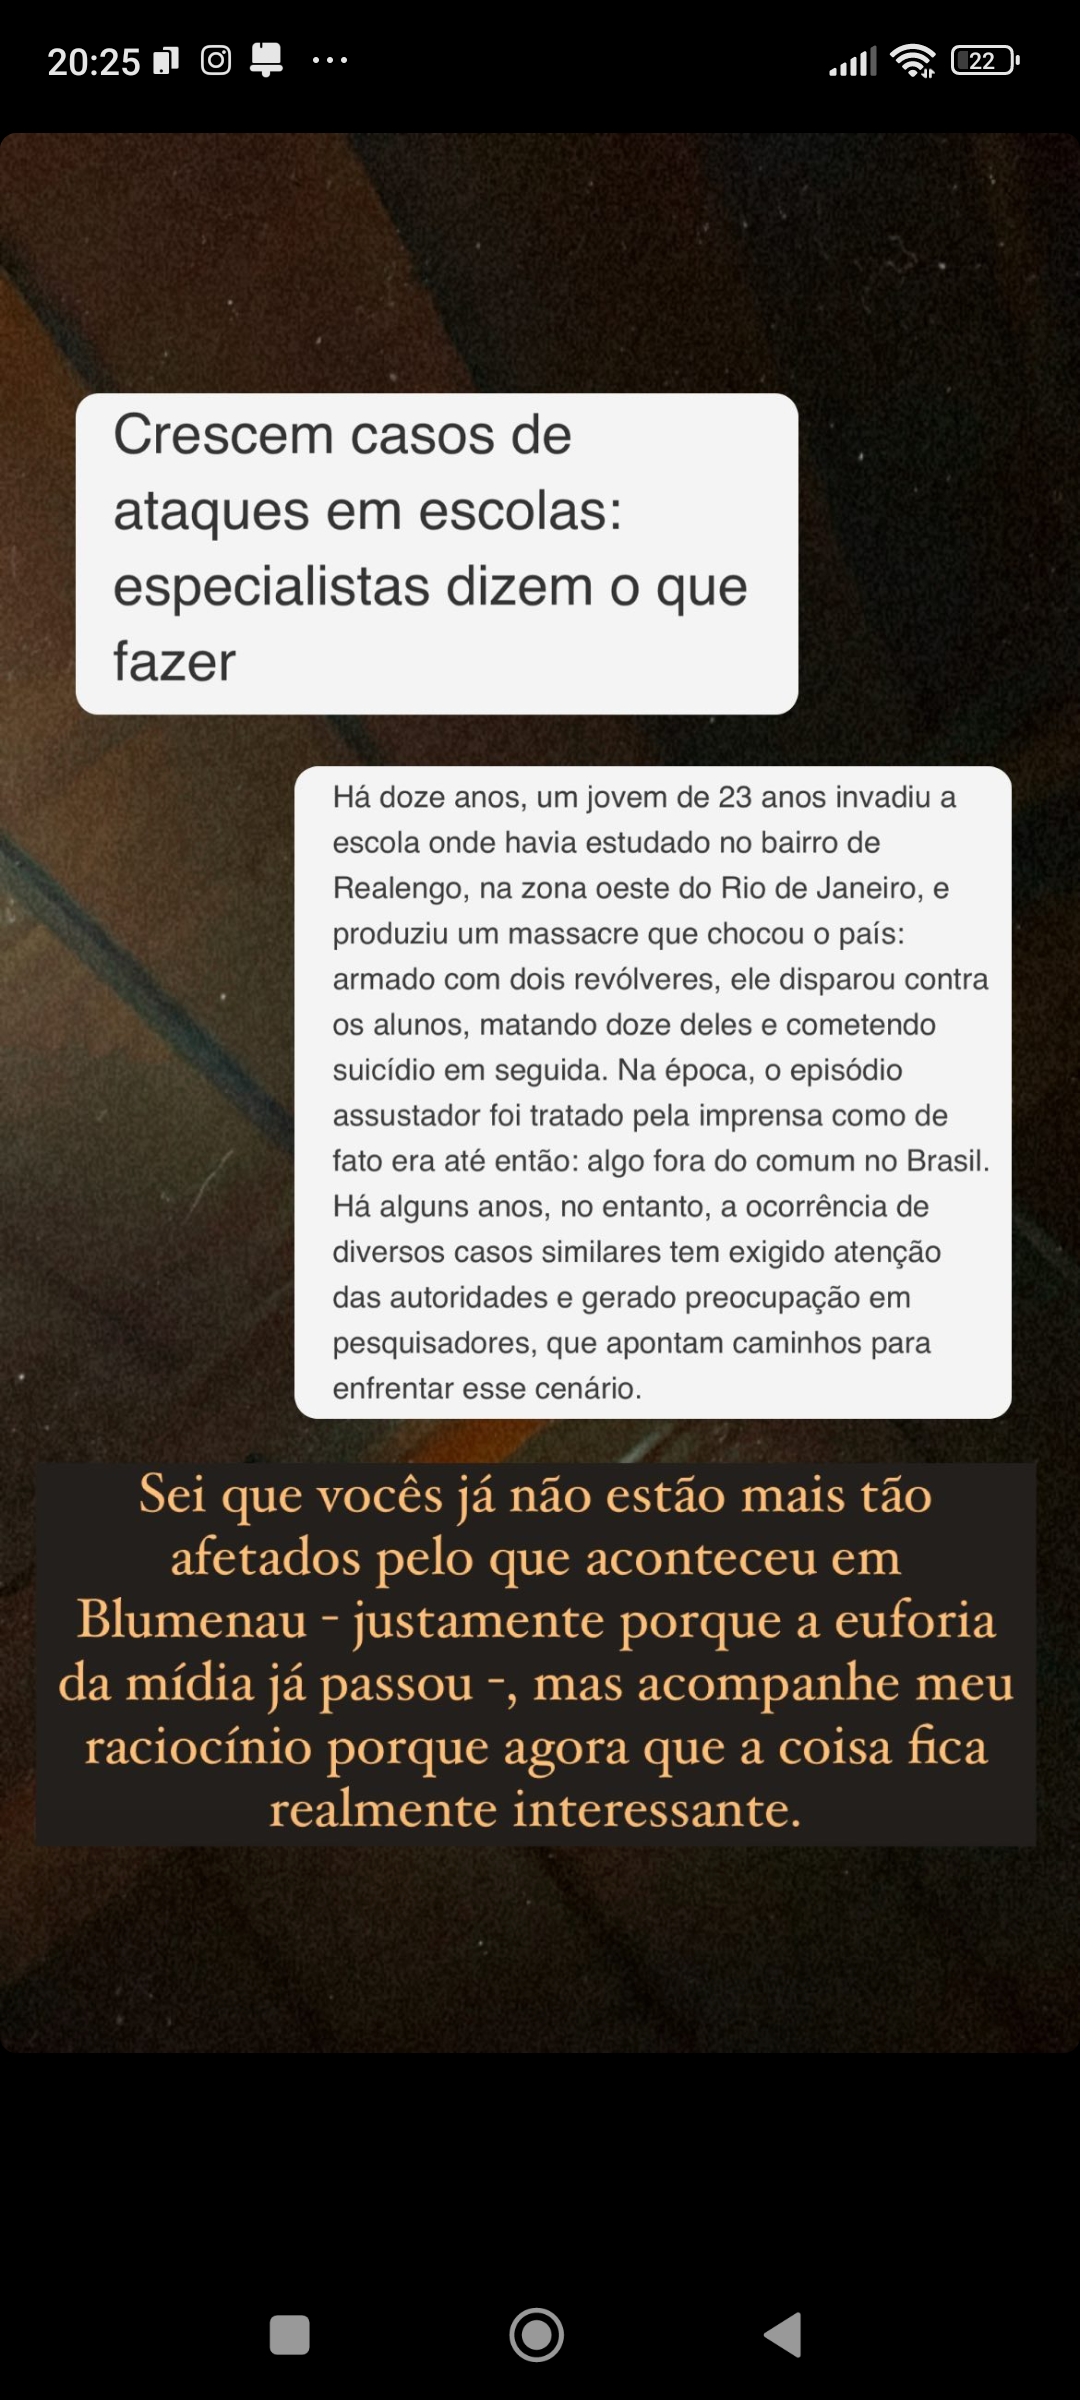 20:25
22
Crescem casos de
ataques em escolas:
especialistas dizem o que
fazer
Há doze anos, um jovem de 23 anos invadiu a
escola onde havia estudado no bairro de
Realengo, na zona oeste do Rio de Janeiro, e
produziu um massacre que chocou o país:
armado com dois revólveres, ele disparou contra
os alunos, matando doze deles e cometendo
suicídio em seguida. Na época, o episódio
assustador foi tratado pela imprensa como de
fato era até então: algo fora do comum no Brasil.
Há alguns anos, no entanto, a ocorrência de
diversos casos similares tem exigido atenção
das autoridades e gerado preocupação em
pesquisadores, que apontam caminhos para
enfrentar esse cenário.
Sei que vocês já não estão mais tão
afetados pelo que aconteceu em
Blumenau - justamente porque a euforia
da mídia já passou -, mas acompanhe meu
raciocínio porque agora que a coisa fica
realmente interessante.